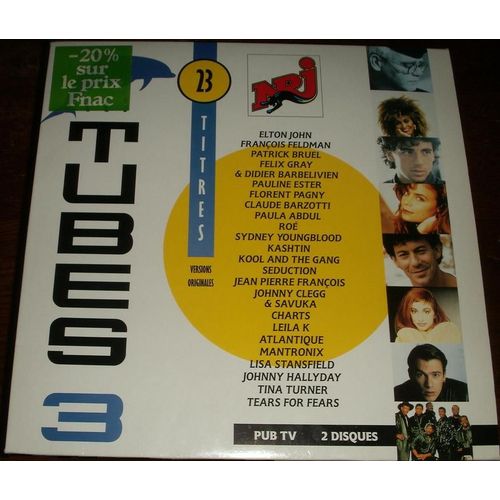 -20%
sur
le prix
Fnac
TUBES 3
23
TITRES
VERSIONS
ORIGINALES
NRJ
ELTON JOHN
FRANÇOIS FELDMAN
PATRICK BRUEL
FELIX GRAY
& DIDIER BARBELIVIEN
PAULINE ESTER
FLORENT PAGNY
CLAUDE BARZOTTI
PAULA ABDUL
ROÉ
SYDNEY YOUNGBLOOD
KASHTIN
KOOL AND THE GANG
SEDUCTION
JEAN PIERRE FRANÇOIS
JOHNNY CLEGG
& SAVUKA
CHARTS
LEILA K
ATLANTIQUE
MANTRONIX
LISA STANSFIELD
JOHNNY HALLYDAY
TINA TURNER
TEARS FOR FEARS
PUB TV 2 DISQUES